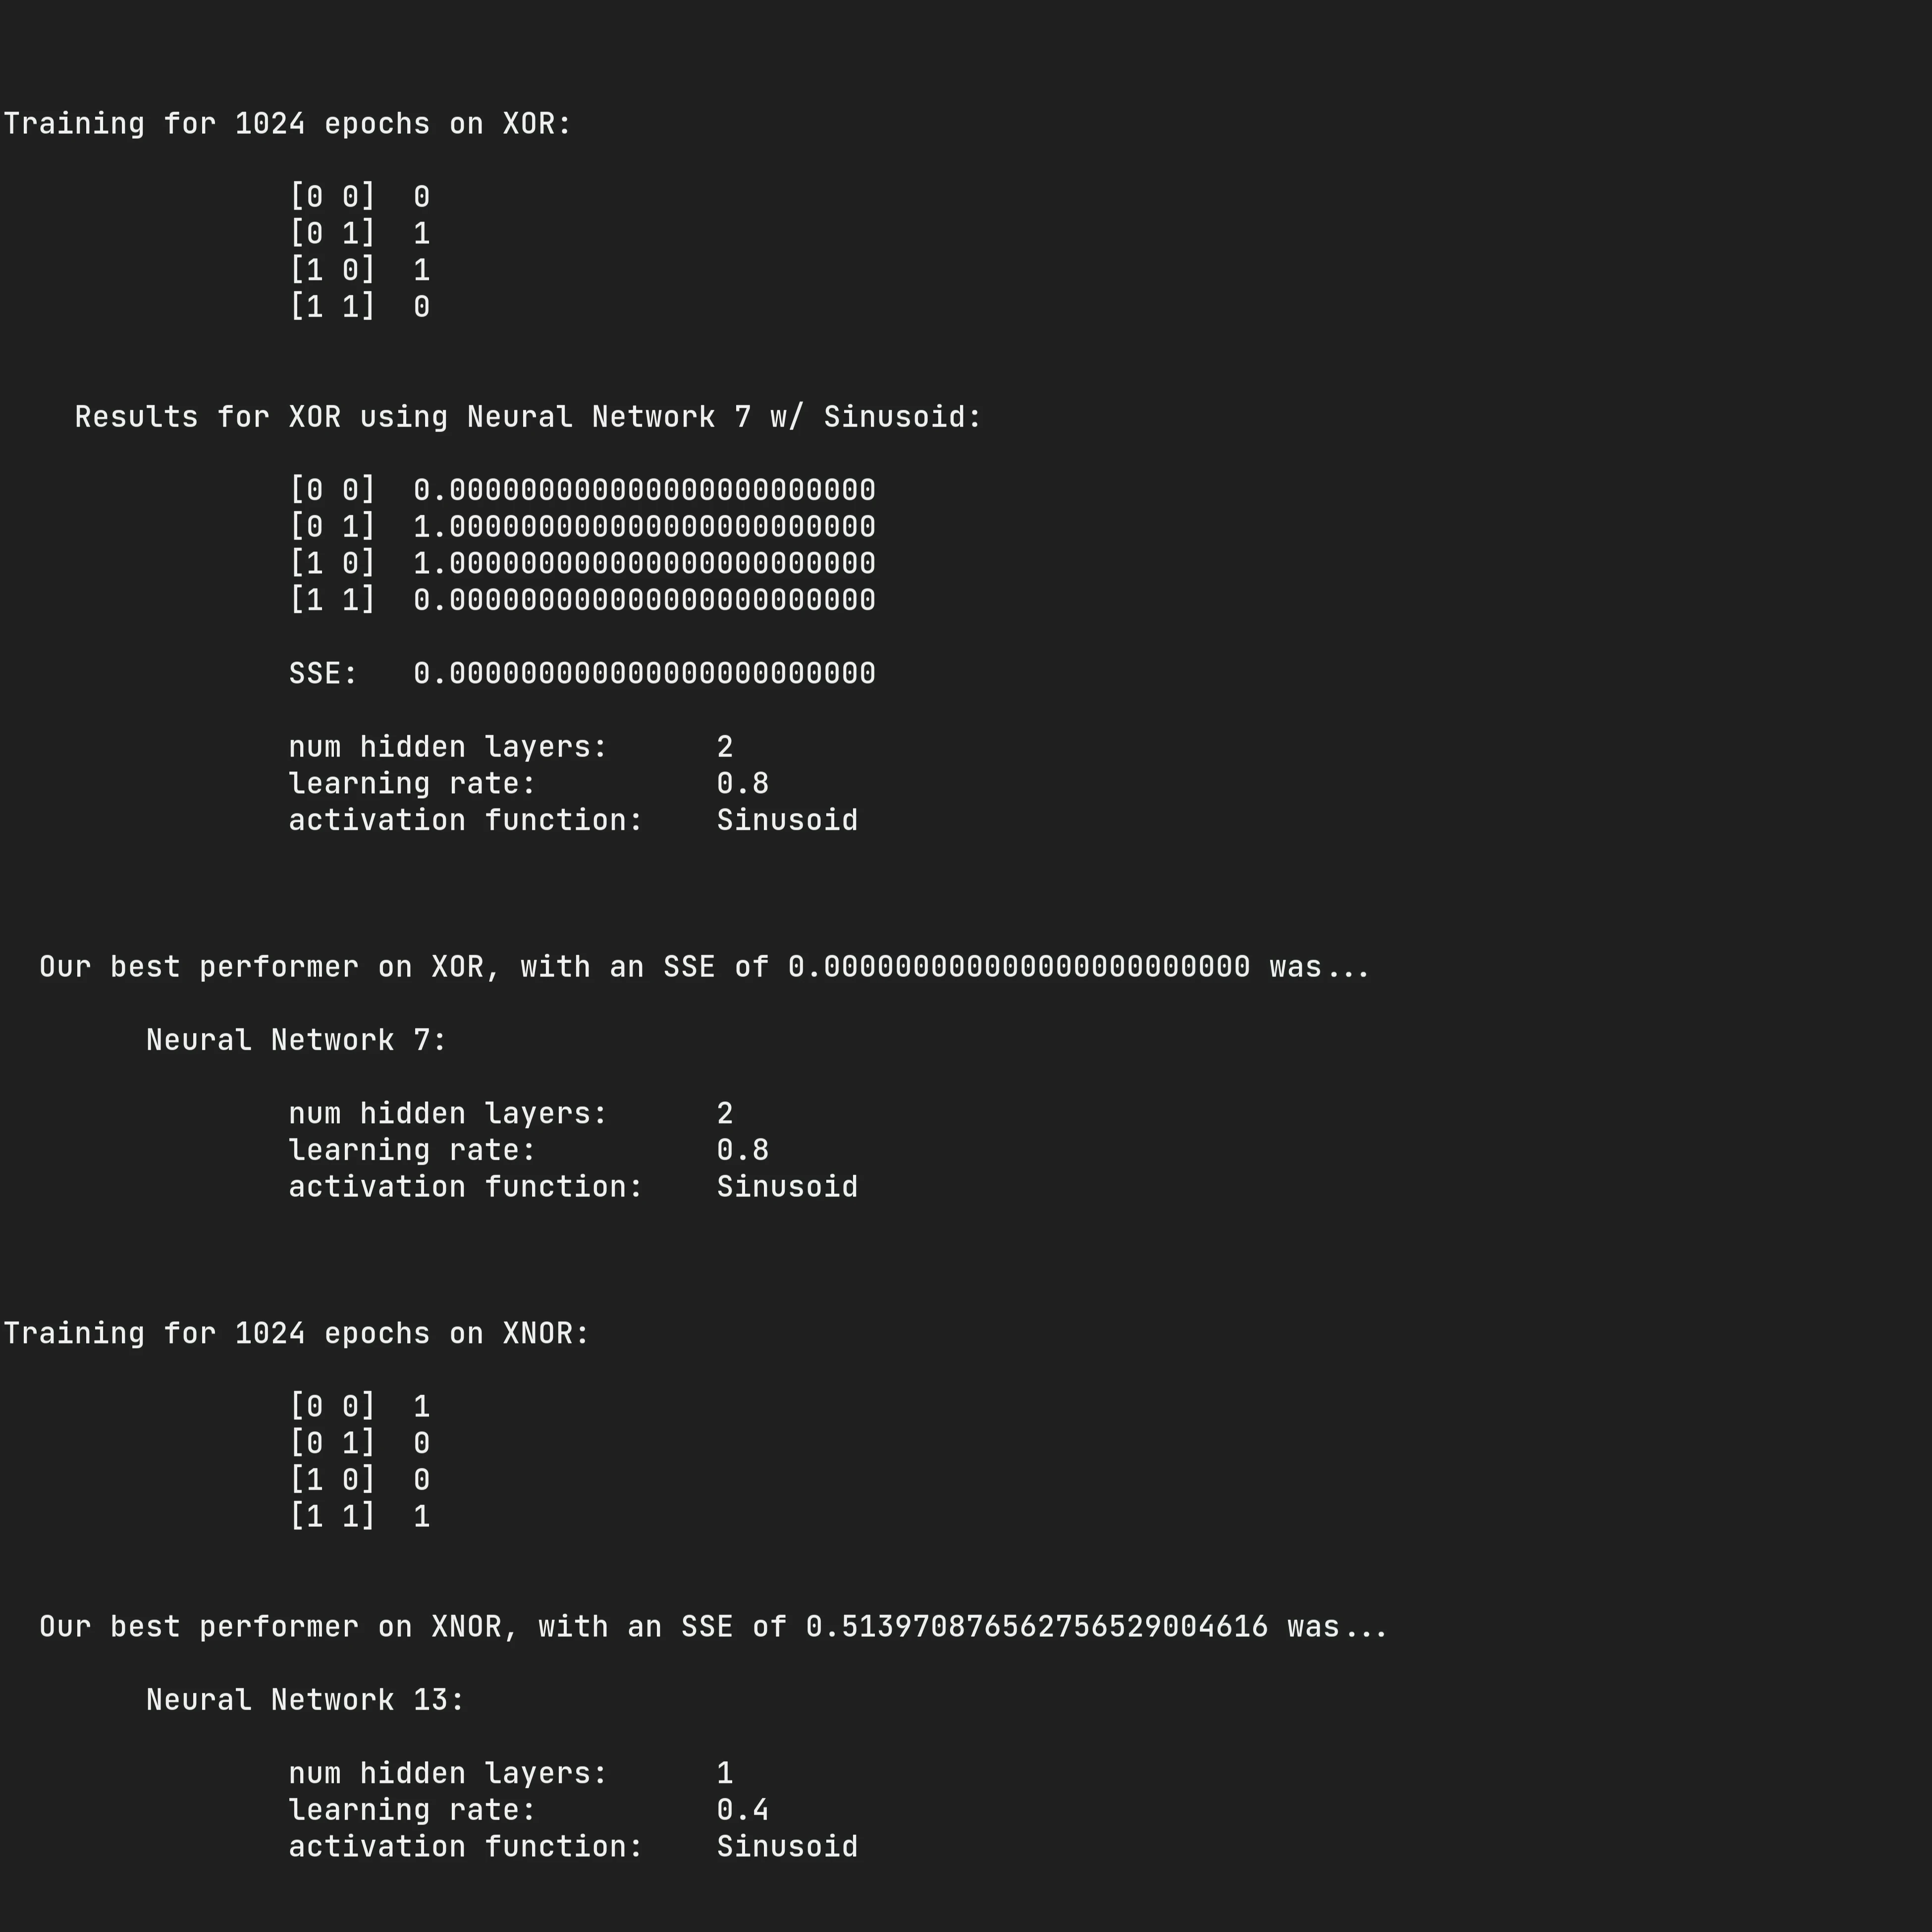 Training for 1024 epochs on XOR:
[0 0] 0
[0 1] 1
[1 0] 1
[1 1] 0
Results for XOR using Neural Network 7 w/ Sinusoid:
[0 0] 0.000000000000000000000000
[0 1] 1.000000000000000000000000
[1 0] 1.000000000000000000000000
[1 1] 0.000000000000000000000000
SSE: 0.000000000000000000000000
num hidden layers: 2
learning rate: 0.8
activation function: Sinusoid
Our best performer on XOR, with an SSE of 0.000000000000000000000000 was...
Neural Network 7:
num hidden layers: 2
learning rate: 0.8
activation function: Sinusoid
Training for 1024 epochs on XNOR:
[0 0] 1
[0 1] 0
[1 0] 0
[1 1] 1
Our best performer on XNOR, with an SSE of 0.513970876562756529004616 was...
Neural Network 13:
num hidden layers: 1
learning rate: 0.4
activation function: Sinusoid